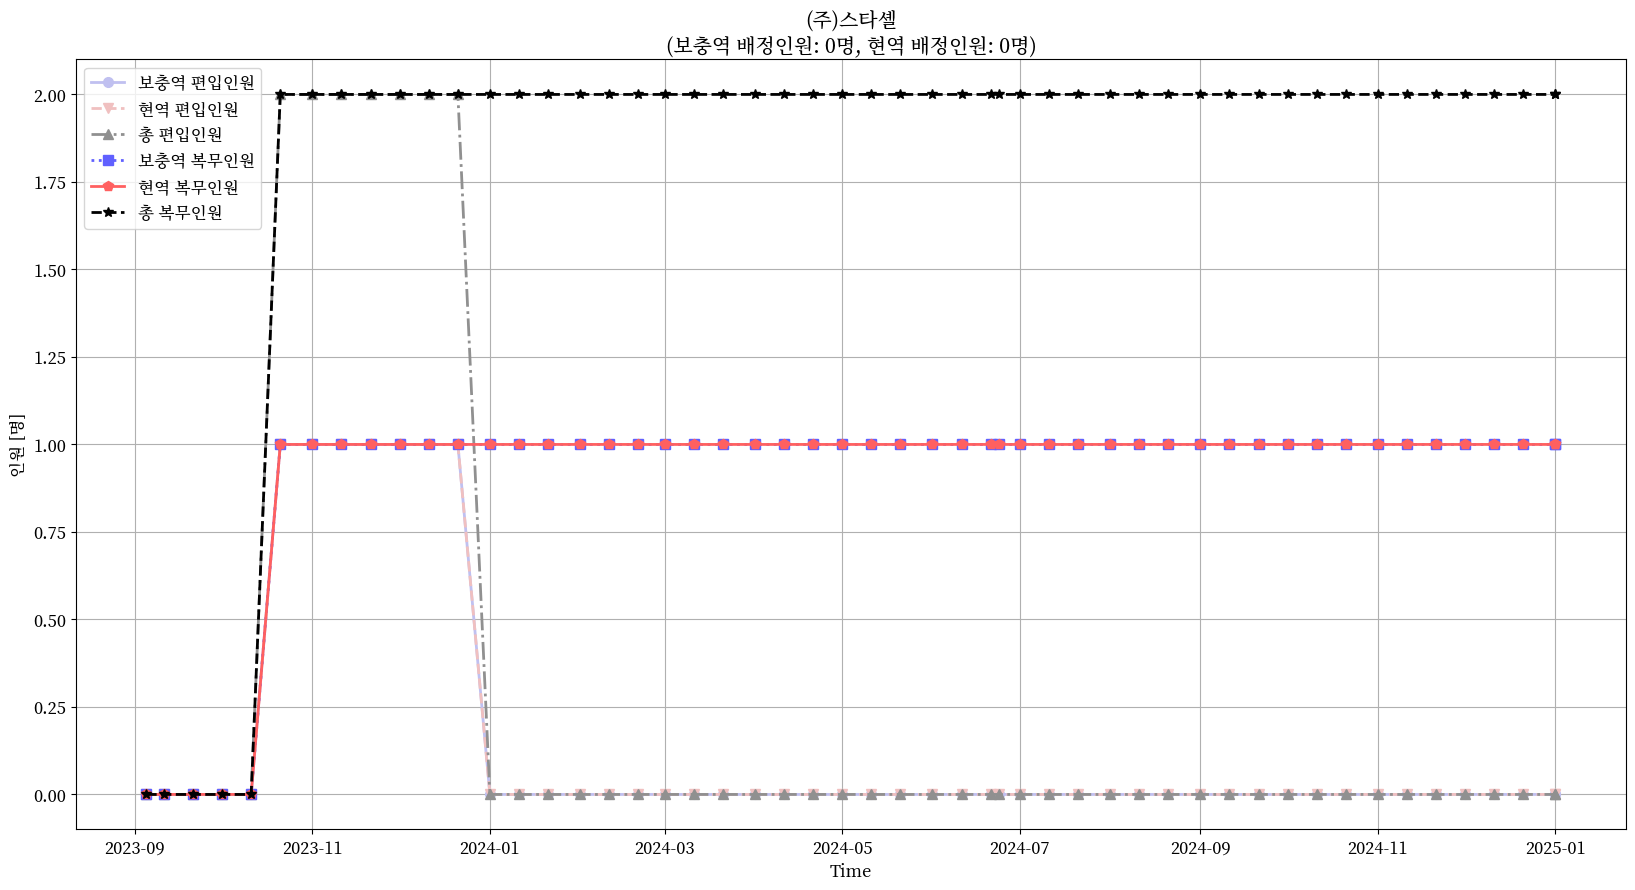 (주)스타셸
(보충역 배정인원: 0명, 현역 배정인원: 0명)
보충역 편입인원
현역 편입인원
총 편입인원
보충역 복무인원
현역 복무인원
총 복무인원
2.00
1.75
1.50
1.25
1.00
0.75
0.50
0.25
0.00
인원 [명]
2023-09 2023-11 2024-01 2024-03 2024-05 2024-07 2024-09 2024-11 2025-01
Time